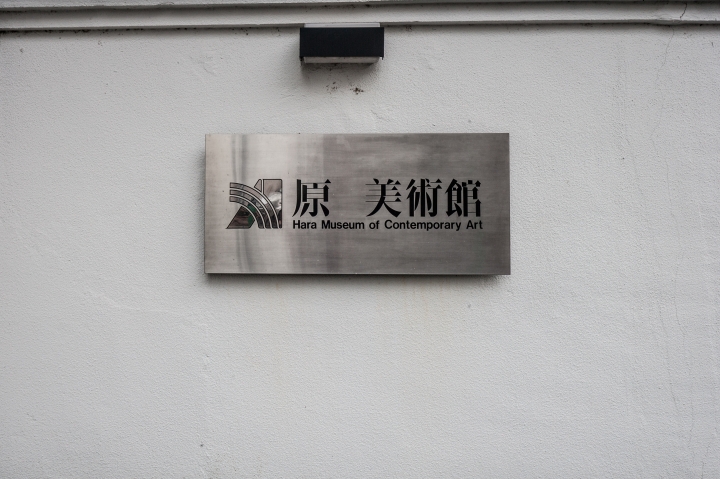 原　美術館
Hara Museum of Contemporary Art